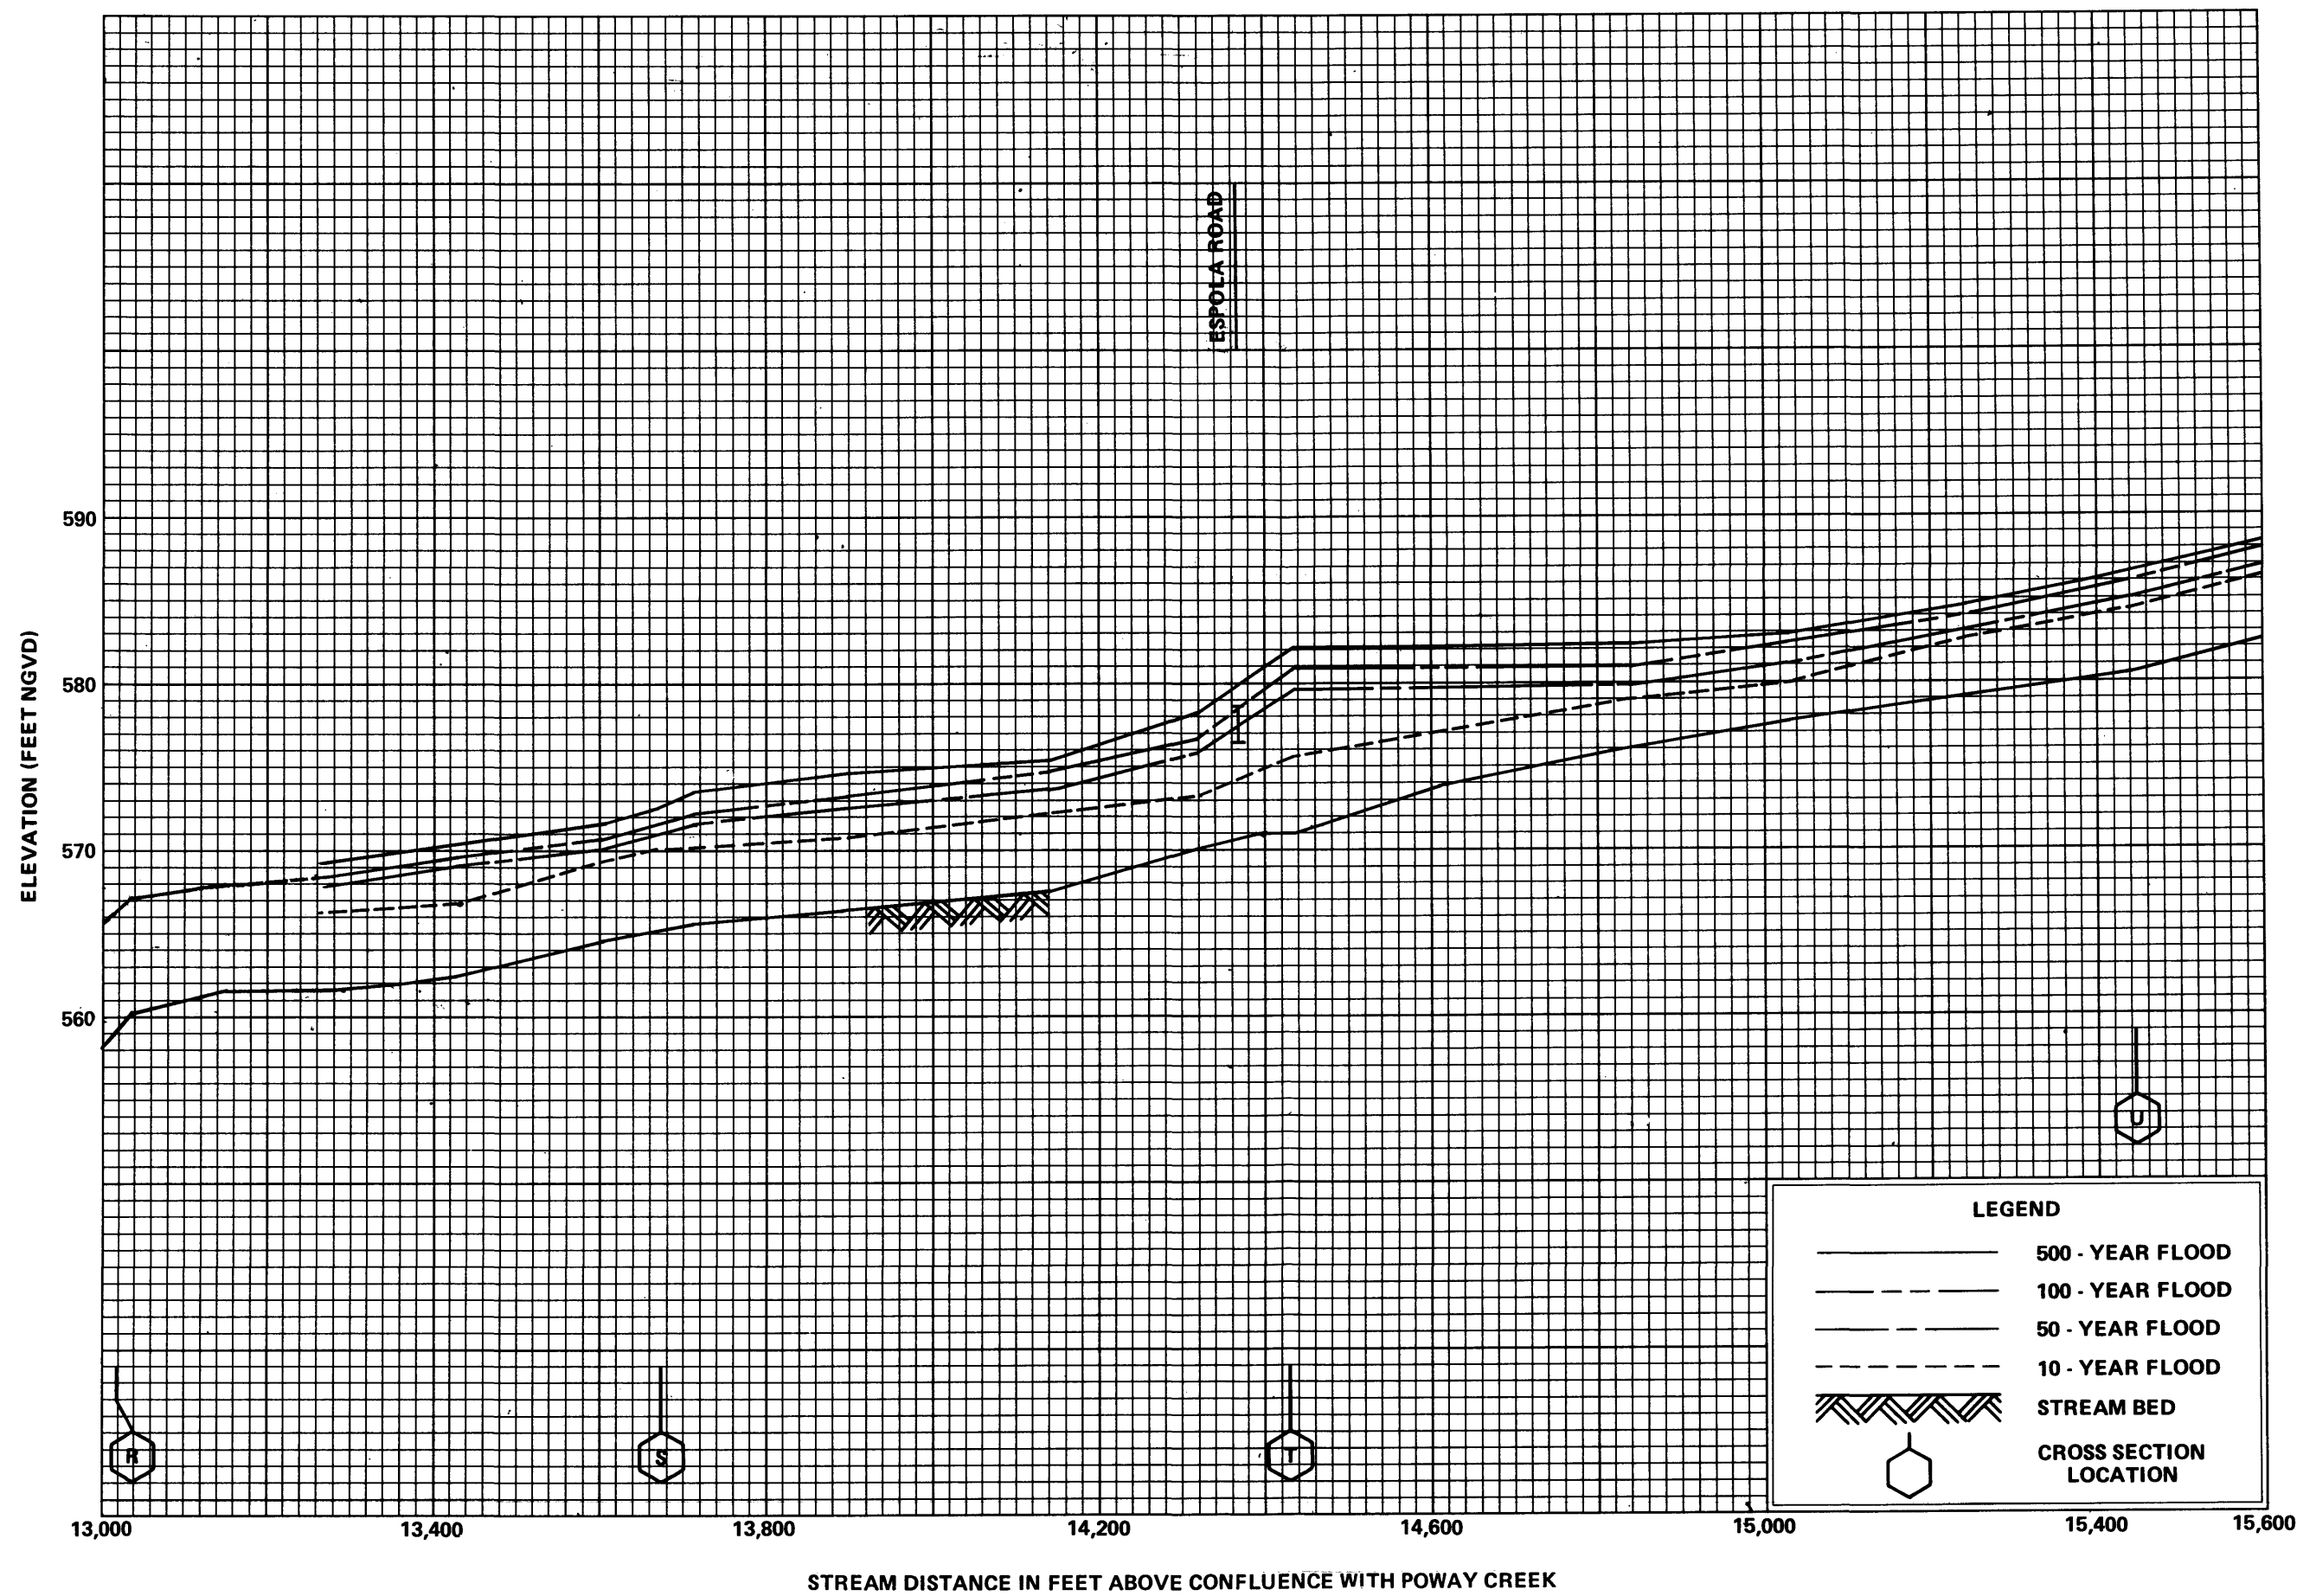 ESPOLA ROAD
ELEVATION (FEET NGVD)
590
580
570
560
R
S
T
U
LEGEND
500 - YEAR FLOOD
100 - YEAR FLOOD
50 - YEAR FLOOD
10 - YEAR FLOOD
STREAM BED
CROSS SECTION
LOCATION
13,000
13,400
13,800
14,200
14,600
15,000
15,400
15,600
STREAM DISTANCE IN FEET ABOVE CONFLUENCE WITH POWAY CREEK